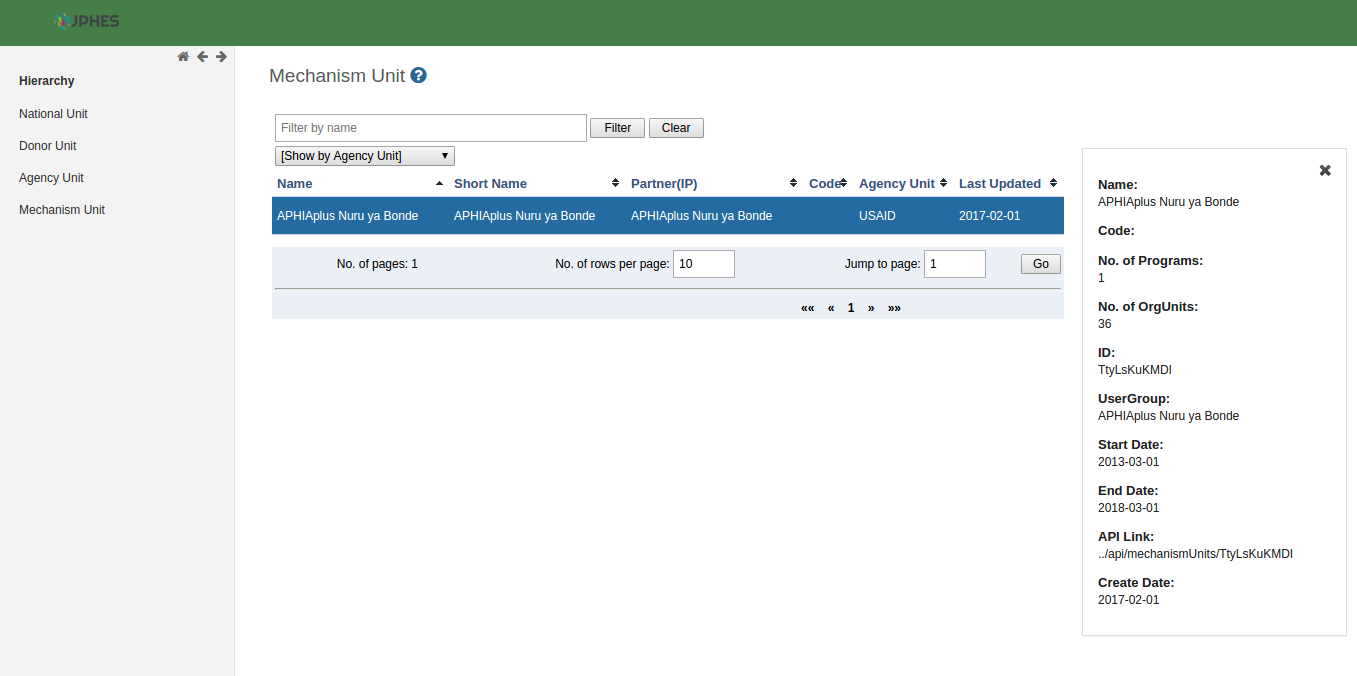 JPHES
Hierarchy
National Unit
Donor Unit
Agency Unit
Mechanism Unit
Mechanism Unit ?
Filter by name
Filter
Clear
[Show by Agency Unit]
Name Short Name Partner(IP) Code Agency Unit Last Updated
APHIAplus Nuru ya Bonde APHIAplus Nuru ya Bonde APHIAplus Nuru ya Bonde USAID 2017-02-01
No. of pages: 1 No. of rows per page: 10 Jump to page: 1 Go
«« « 1 » »»
Name:
APHIAplus Nuru ya Bonde
Code:
No. of Programs:
1
No. of OrgUnits:
36
ID:
TtyLsKuKMDI
UserGroup:
APHIAplus Nuru ya Bonde
Start Date:
2013-03-01
End Date:
2018-03-01
API Link:
../api/mechanismUnits/TtyLsKuKMDI
Create Date:
2017-02-01